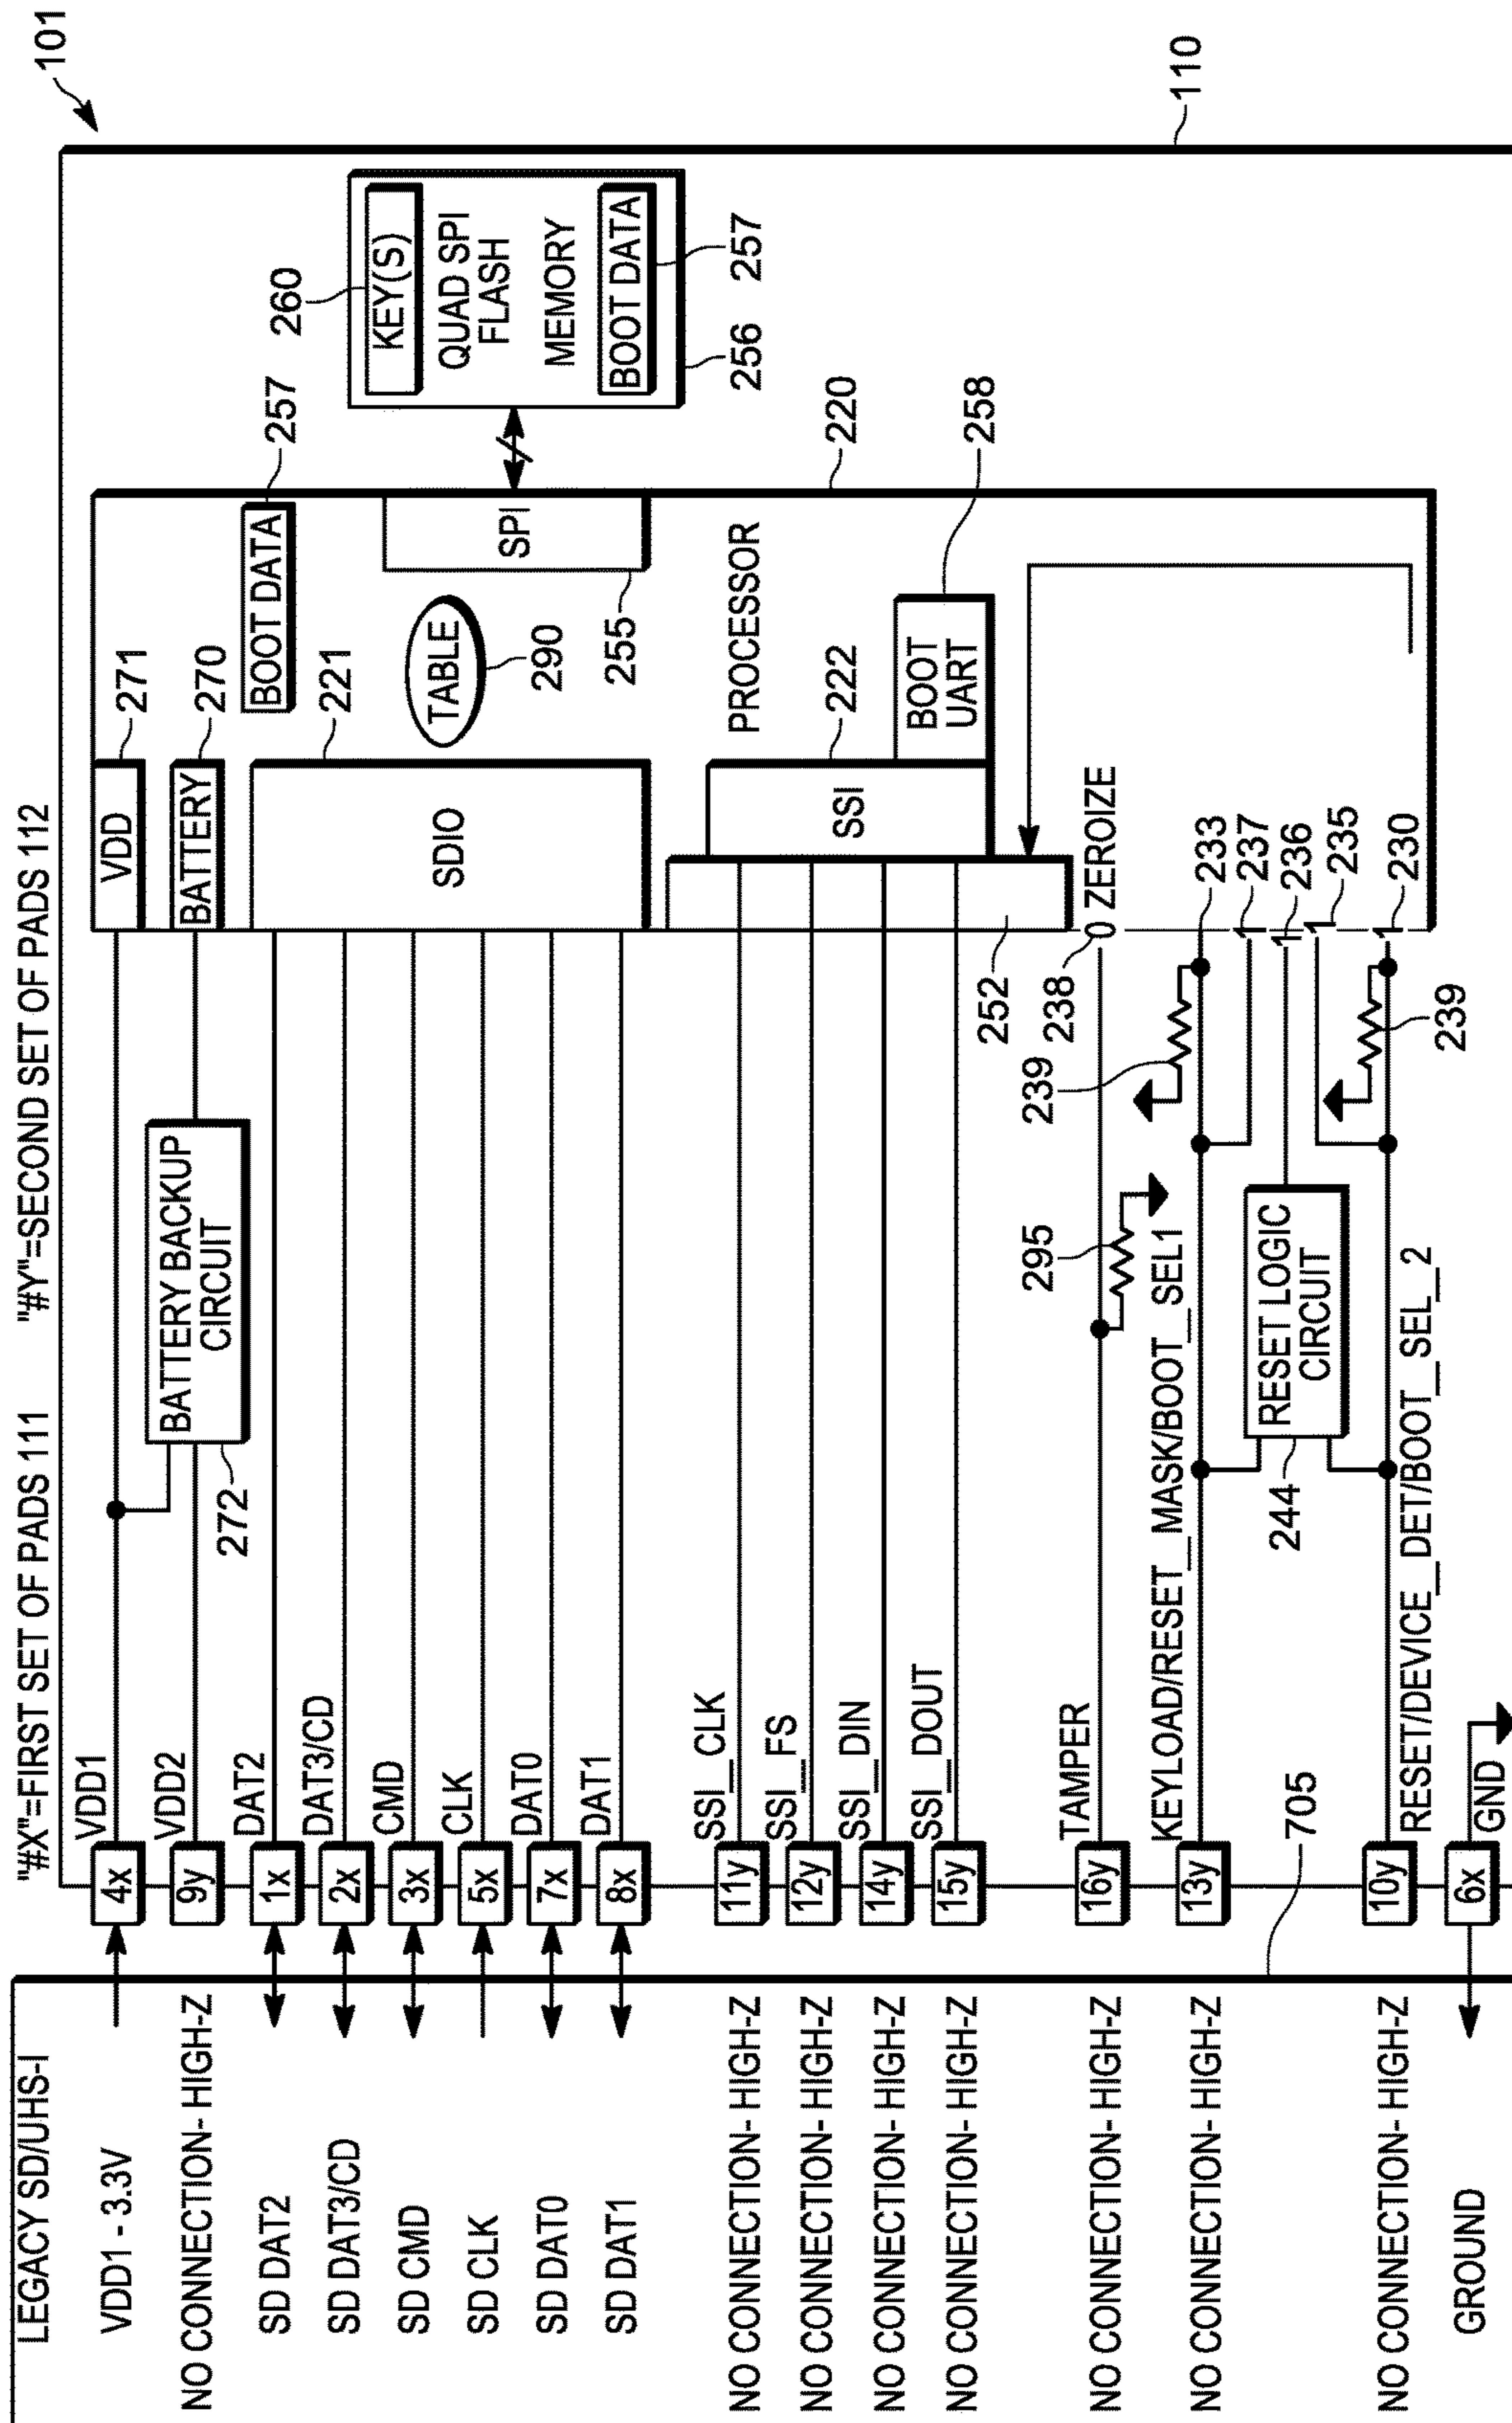 "#X"=FIRST SET OF PADS 111
"#Y"=SECOND SET OF PADS 112
101
110
LEGACY SD/UHS-I
VDD1 - 3.3V
NO CONNECTION- HIGH-Z
SD DAT2
SD DAT3/CD
SD CMD
SD CLK
SD DAT0
SD DAT1
NO CONNECTION- HIGH-Z
NO CONNECTION- HIGH-Z
NO CONNECTION- HIGH-Z
NO CONNECTION- HIGH-Z
NO CONNECTION- HIGH-Z
NO CONNECTION- HIGH-Z
NO CONNECTION- HIGH-Z
GROUND
705
4x
9y
1x
2x
3x
5x
7x
8x
11y
12y
14y
15y
16y
13y
10y
6x
VDD1
VDD2
DAT2
DAT3/CD
CMD
CLK
DAT0
DAT1
SSI_CLK
SSI_FS
SSI_DIN
SSI_DOUT
TAMPER
KEYLOAD/RESET_MASK/BOOT_SEL1
RESET/DEVICE_DET/BOOT_SEL_2
GND
BATTERY BACKUP
CIRCUIT
272
295
RESET LOGIC
CIRCUIT
244
239
239
252
238
0 ZEROIZE
233
1
237
1
236
1
235
1
230
VDD
271
BATTERY
270
SDIO
221
SSI
222
BOOT
UART
258
BOOT DATA
257
TABLE
290
SPI
255
PROCESSOR
220
KEY(S)
260
QUAD SPI
FLASH
MEMORY
BOOT DATA
257
256